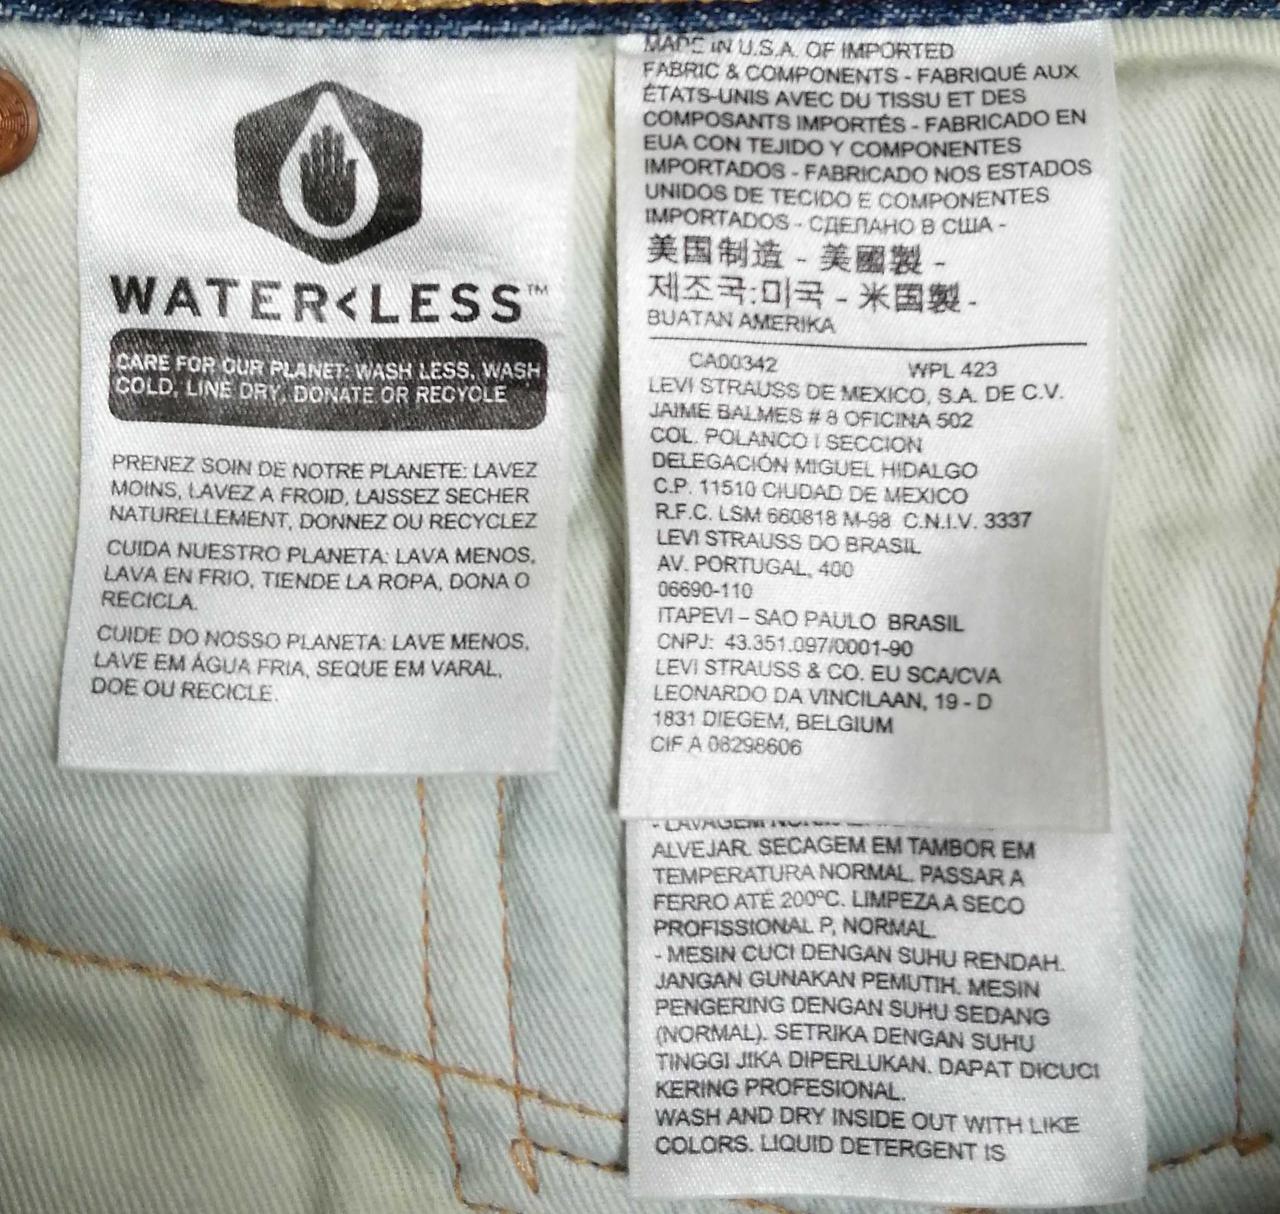 WATER<LESS™
CARE FOR OUR PLANET: WASH LESS, WASH
COLD, LINE DRY, DONATE OR RECYCLE
PRENEZ SOIN DE NOTRE PLANETE: LAVEZ
MOINS, LAVEZ A FROID, LAISSEZ SECHER
NATURELLEMENT, DONNEZ OU RECYCLEZ
CUIDA NUESTRO PLANETA: LAVA MENOS,
LAVA EN FRIO, TIENDE LA ROPA, DONA O
RECICLA.
CUIDE DO NOSSO PLANETA: LAVE MENOS,
LAVE EM ÁGUA FRIA, SEQUE EM VARAL,
DOE OU RECICLE.
MADE IN U.S.A. OF IMPORTED
FABRIC & COMPONENTS - FABRIQUÉ AUX
ÉTATS-UNIS AVEC DU TISSU ET DES
COMPOSANTS IMPORTÉS - FABRICADO EN
EUA CON TEJIDO Y COMPONENTES
IMPORTADOS - FABRICADO NOS ESTADOS
UNIDOS DE TECIDO E COMPONENTES
IMPORTADOS - СДЕЛАНО В США -
美国制造 - 美國製 -
제조국:미국 - 米国製 -
BUATAN AMERIKA
CA00342 WPL 423
LEVI STRAUSS DE MEXICO, S.A. DE C.V.
JAIME BALMES # 8 OFICINA 502
COL. POLANCO I SECCION
DELEGACIÓN MIGUEL HIDALGO
C.P. 11510 CIUDAD DE MEXICO
R.F.C. LSM 660818 M-98 C.N.I.V. 3337
LEVI STRAUSS DO BRASIL
AV. PORTUGAL, 400
06690-110
ITAPEVI – SAO PAULO BRASIL
CNPJ: 43.351.097/0001-90
LEVI STRAUSS & CO. EU SCA/CVA
LEONARDO DA VINCILAAN, 19 - D
1831 DIEGEM, BELGIUM
CIF A 08298606
- LAVAGEM
ALVEJAR. SECAGEM EM TAMBOR EM
TEMPERATURA NORMAL. PASSAR A
FERRO ATÉ 200ºC. LIMPEZA A SECO
PROFISSIONAL P, NORMAL.
- MESIN CUCI DENGAN SUHU RENDAH.
JANGAN GUNAKAN PEMUTIH. MESIN
PENGERING DENGAN SUHU SEDANG
(NORMAL). SETRIKA DENGAN SUHU
TINGGI JIKA DIPERLUKAN. DAPAT DICUCI
KERING PROFESIONAL.
WASH AND DRY INSIDE OUT WITH LIKE
COLORS. LIQUID DETERGENT IS